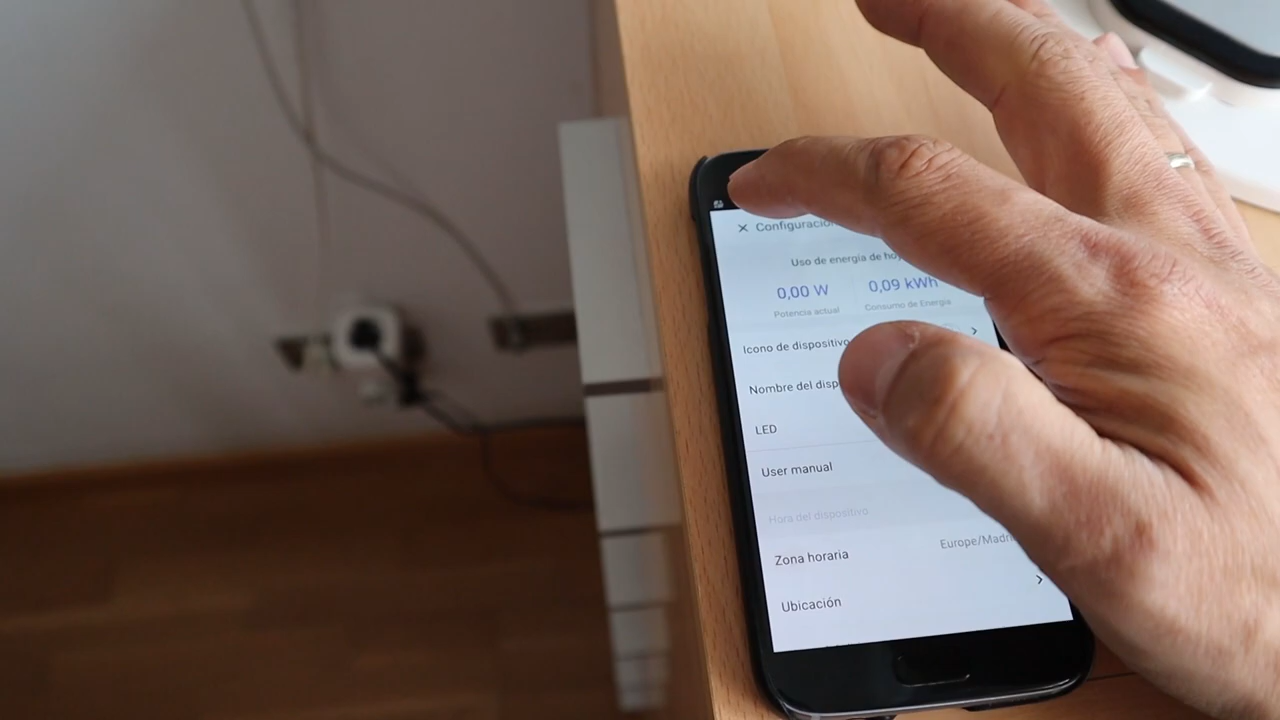 Configuración
Uso de energía de hoy
0,00 W 0,09 kWh
Potencia actual Consumo de Energía
Icono de dispositivo
Nombre del disp
LED
User manual
Hora del dispositivo
Zona horaria Europe/Madri
Ubicación